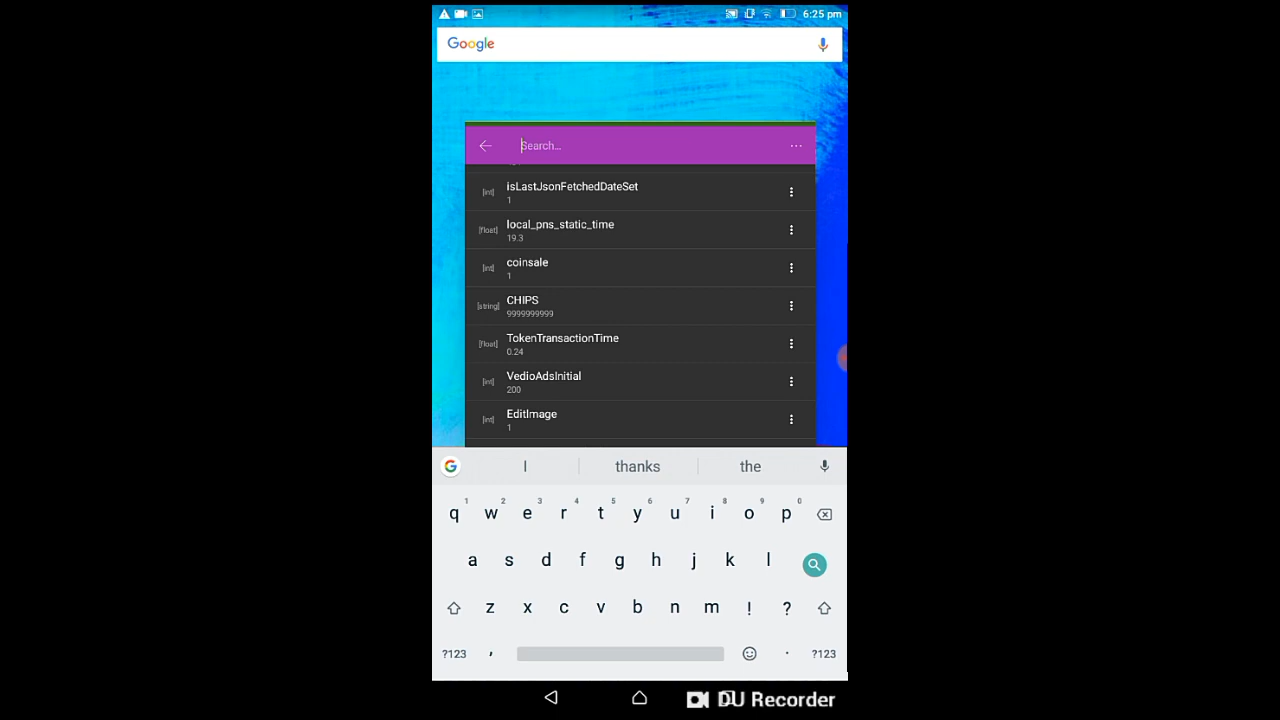 6:25 pm
Google
Search...
isLastJsonFetchedDateSet
[int]
1
local_pns_static_time
[float]
19.3
coinsale
[int]
1
CHIPS
[string]
9999999999
TokenTransactionTime
[float]
0.24
VedioAdsInitial
[int]
200
EditImage
[int]
1
G I thanks the
1 2 3 4 5 6 7 8 9 0
q w e r t y u i o p
a s d f g h j k l
z x c v b n m ! ?
?123 , . ?123
DU Recorder